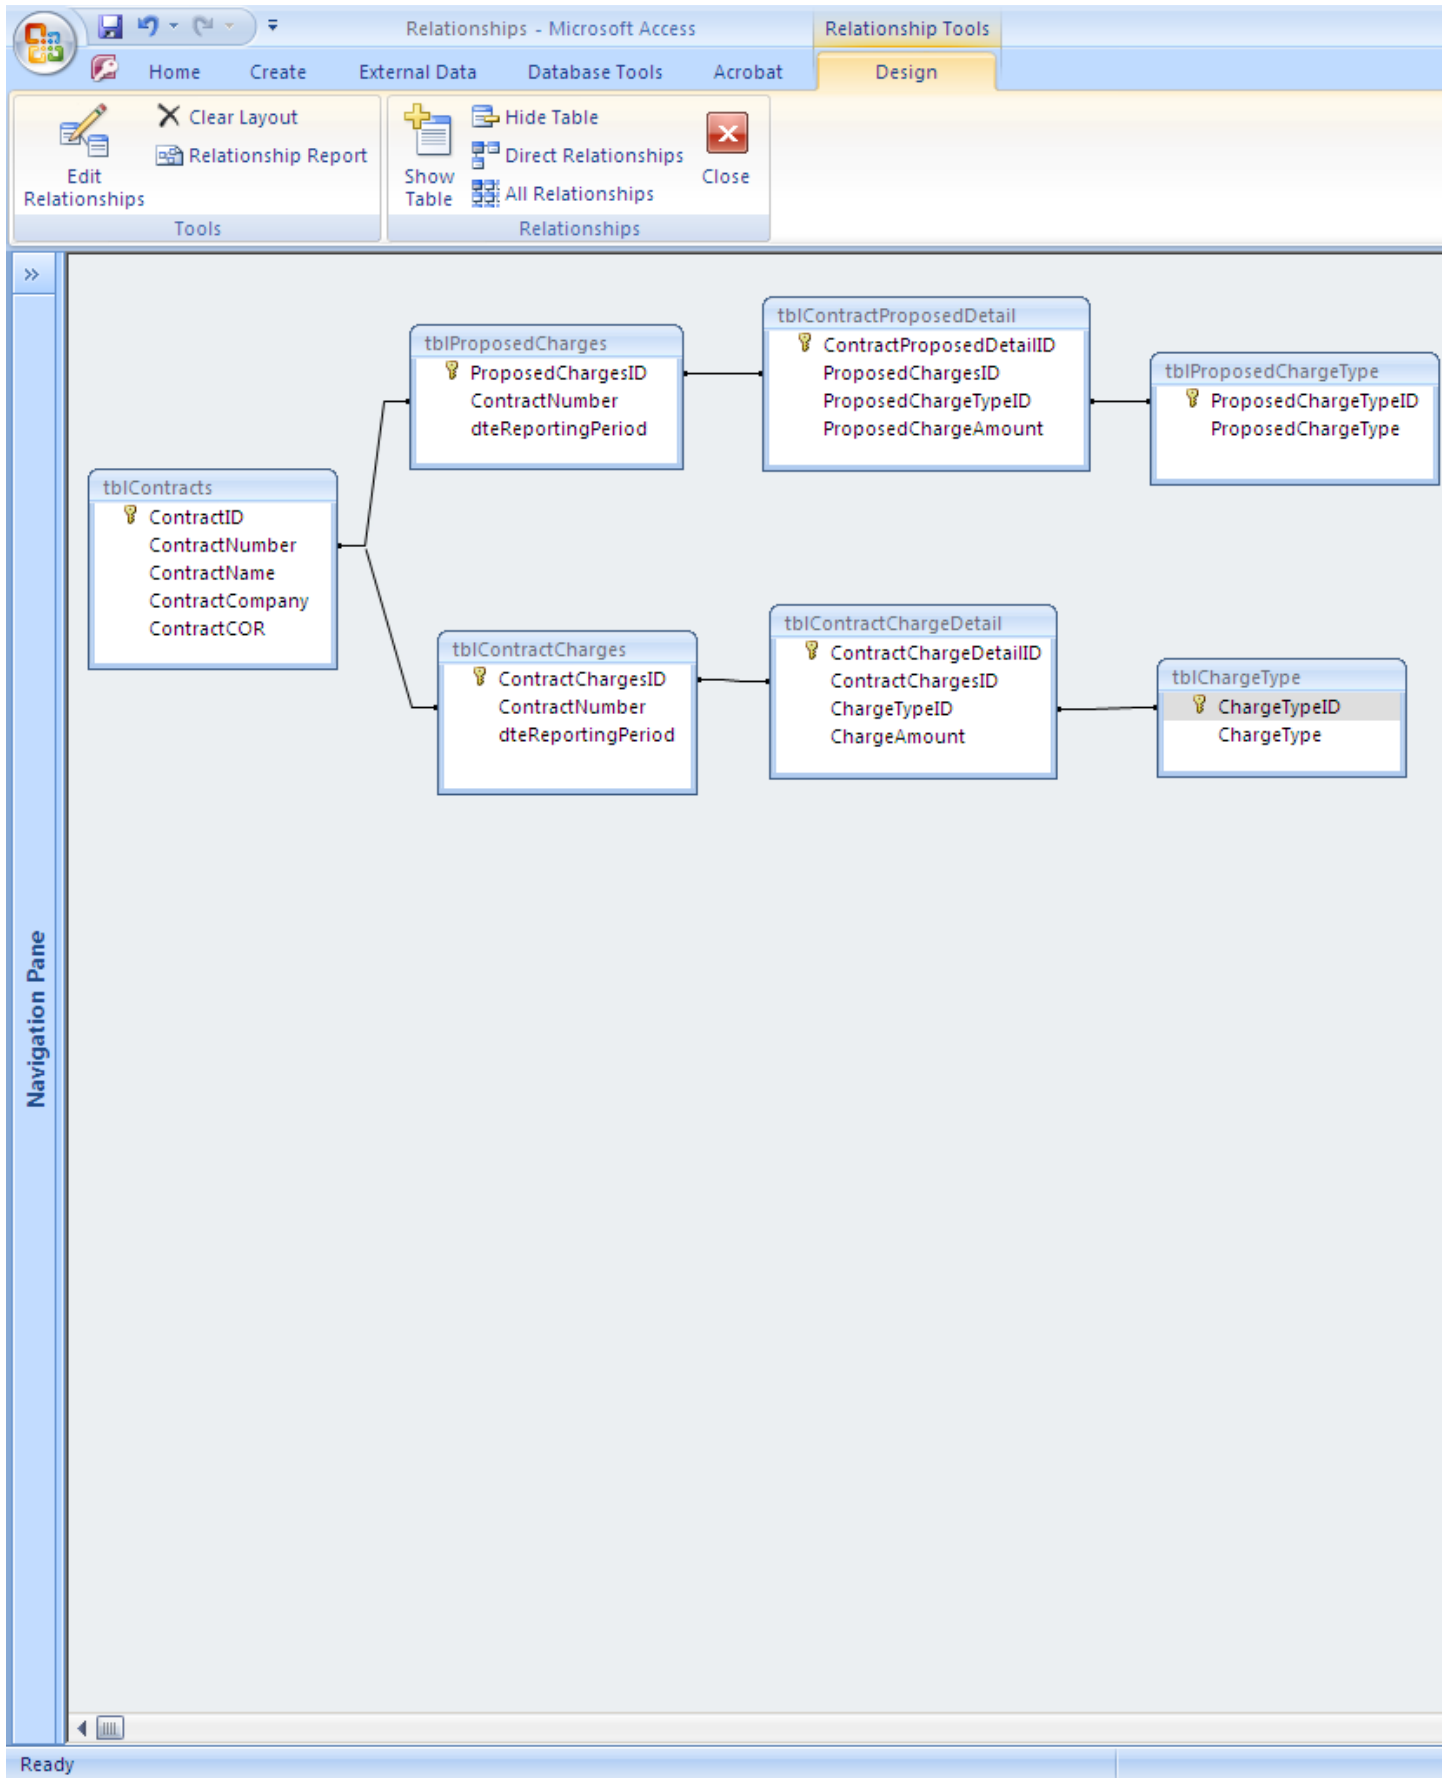 Relationships - Microsoft Access
Relationship Tools
Home Create External Data Database Tools Acrobat Design
Edit Relationships
Clear Layout
Relationship Report
Tools
Show Table
Hide Table
Direct Relationships
All Relationships
Close
Relationships
Navigation Pane
tblContracts
ContractID
ContractNumber
ContractName
ContractCompany
ContractCOR
tblProposedCharges
ProposedChargesID
ContractNumber
dteReportingPeriod
tblContractProposedDetail
ContractProposedDetailID
ProposedChargesID
ProposedChargeTypeID
ProposedChargeAmount
tblProposedChargeType
ProposedChargeTypeID
ProposedChargeType
tblContractCharges
ContractChargesID
ContractNumber
dteReportingPeriod
tblContractChargeDetail
ContractChargeDetailID
ContractChargesID
ChargeTypeID
ChargeAmount
tblChargeType
ChargeTypeID
ChargeType
Ready